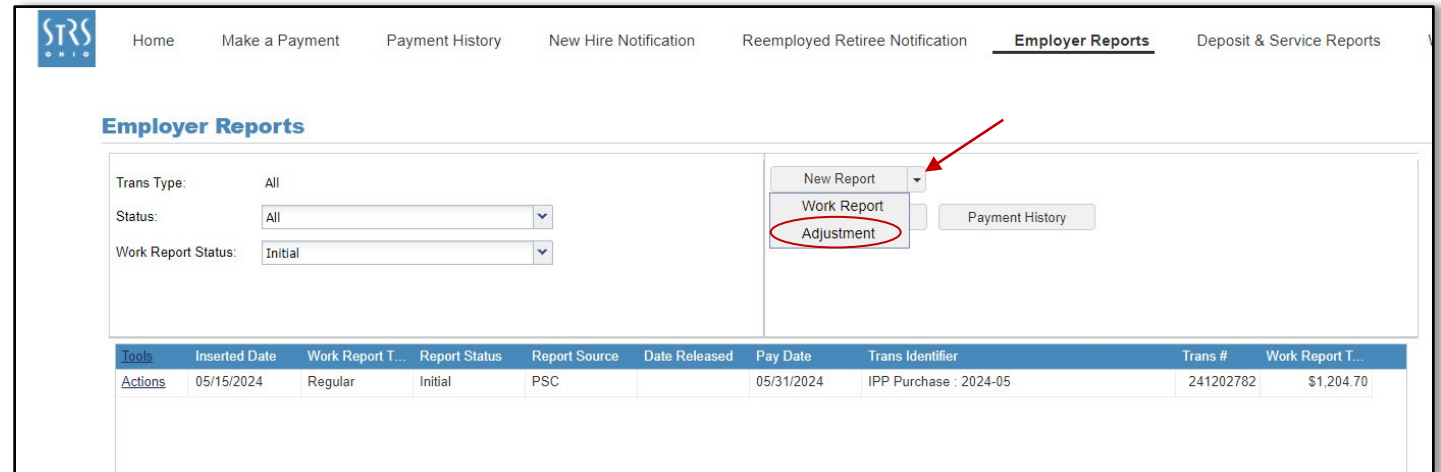 STRS
OHIO
Home Make a Payment Payment History New Hire Notification Reemployed Retiree Notification Employer Reports Deposit & Service Reports
Employer Reports
Trans Type: All
Status: All
Work Report Status: Initial
New Report
Work Report
Adjustment
Payment History
Tools Inserted Date Work Report T... Report Status Report Source Date Released Pay Date Trans Identifier Trans # Work Report T...
Actions 05/15/2024 Regular Initial PSC 05/31/2024 IPP Purchase : 2024-05 241202782 $1,204.70